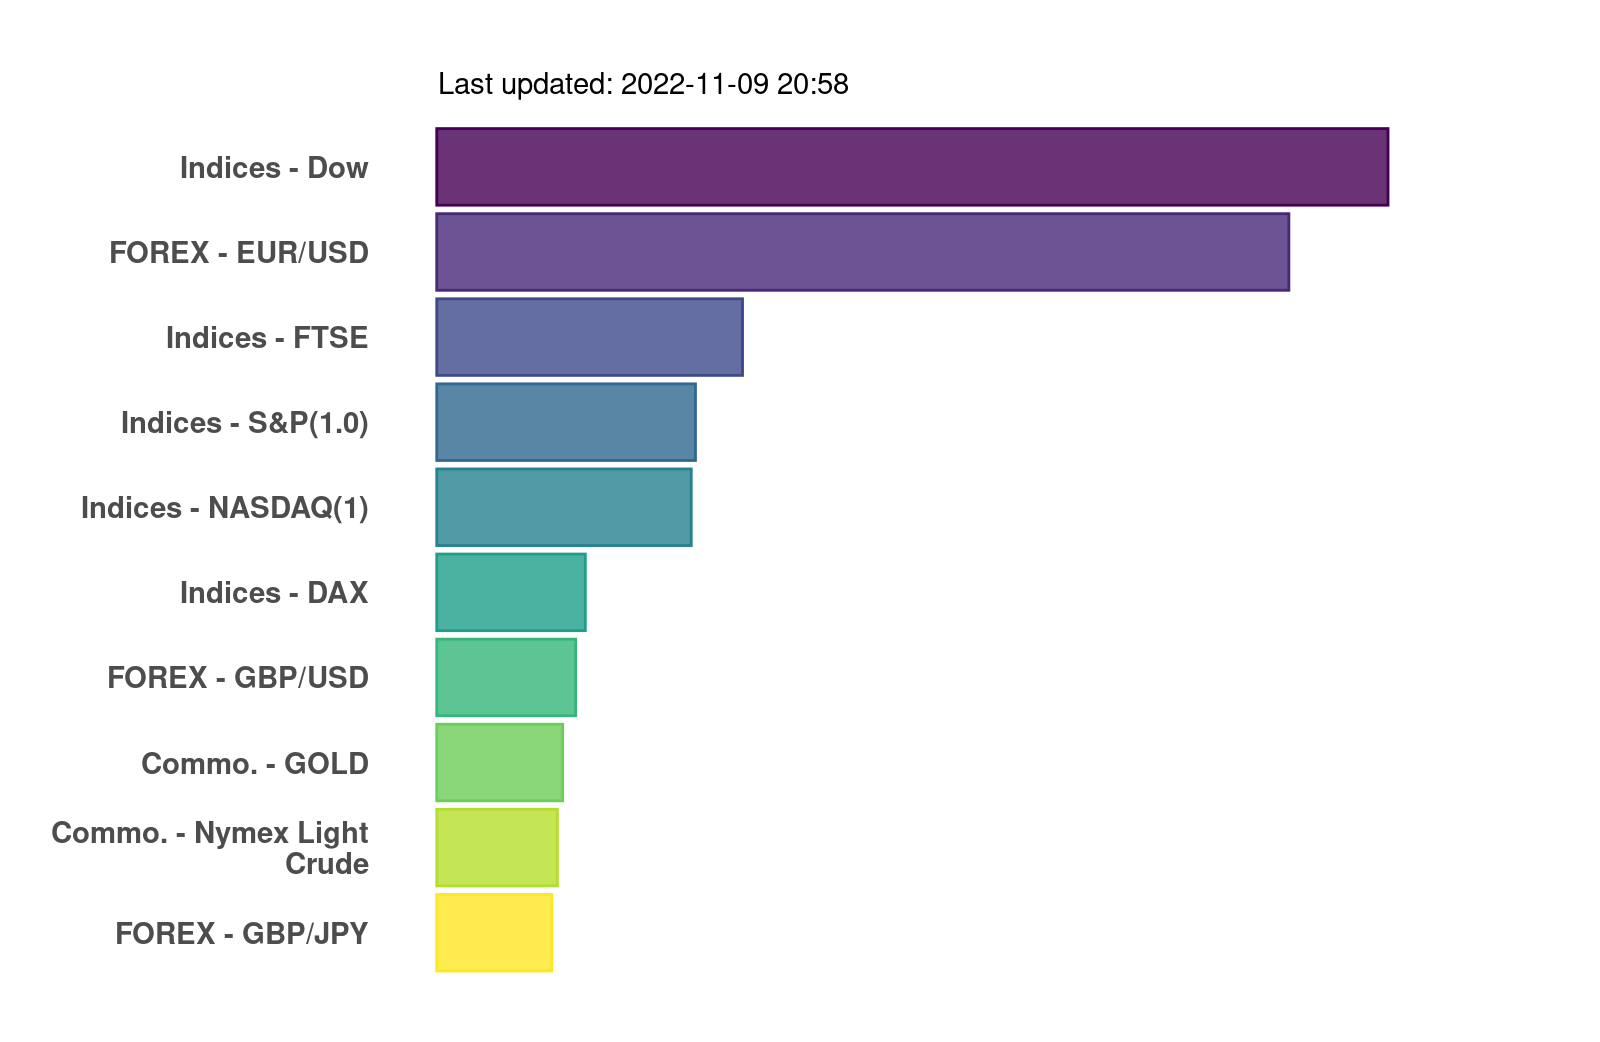 Last updated: 2022-11-09 20:58
Indices - Dow
FOREX - EUR/USD
Indices - FTSE
Indices - S&P(1.0)
Indices - NASDAQ(1)
Indices - DAX
FOREX - GBP/USD
Commo. - GOLD
Commo. - Nymex Light
Crude
FOREX - GBP/JPY